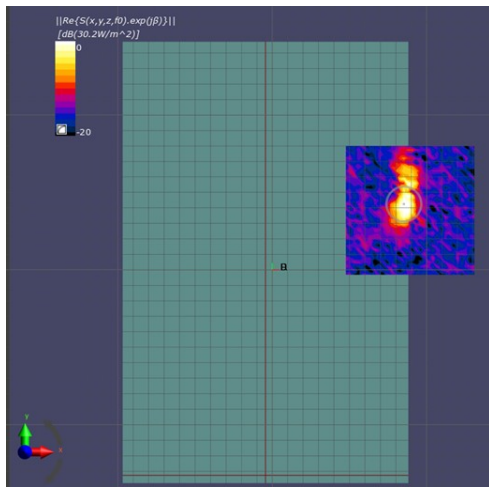 ||Re{S(x,y,z,f0).exp(jβ)}||
[dB(30.2W/m^2)]
0
-20
y
x